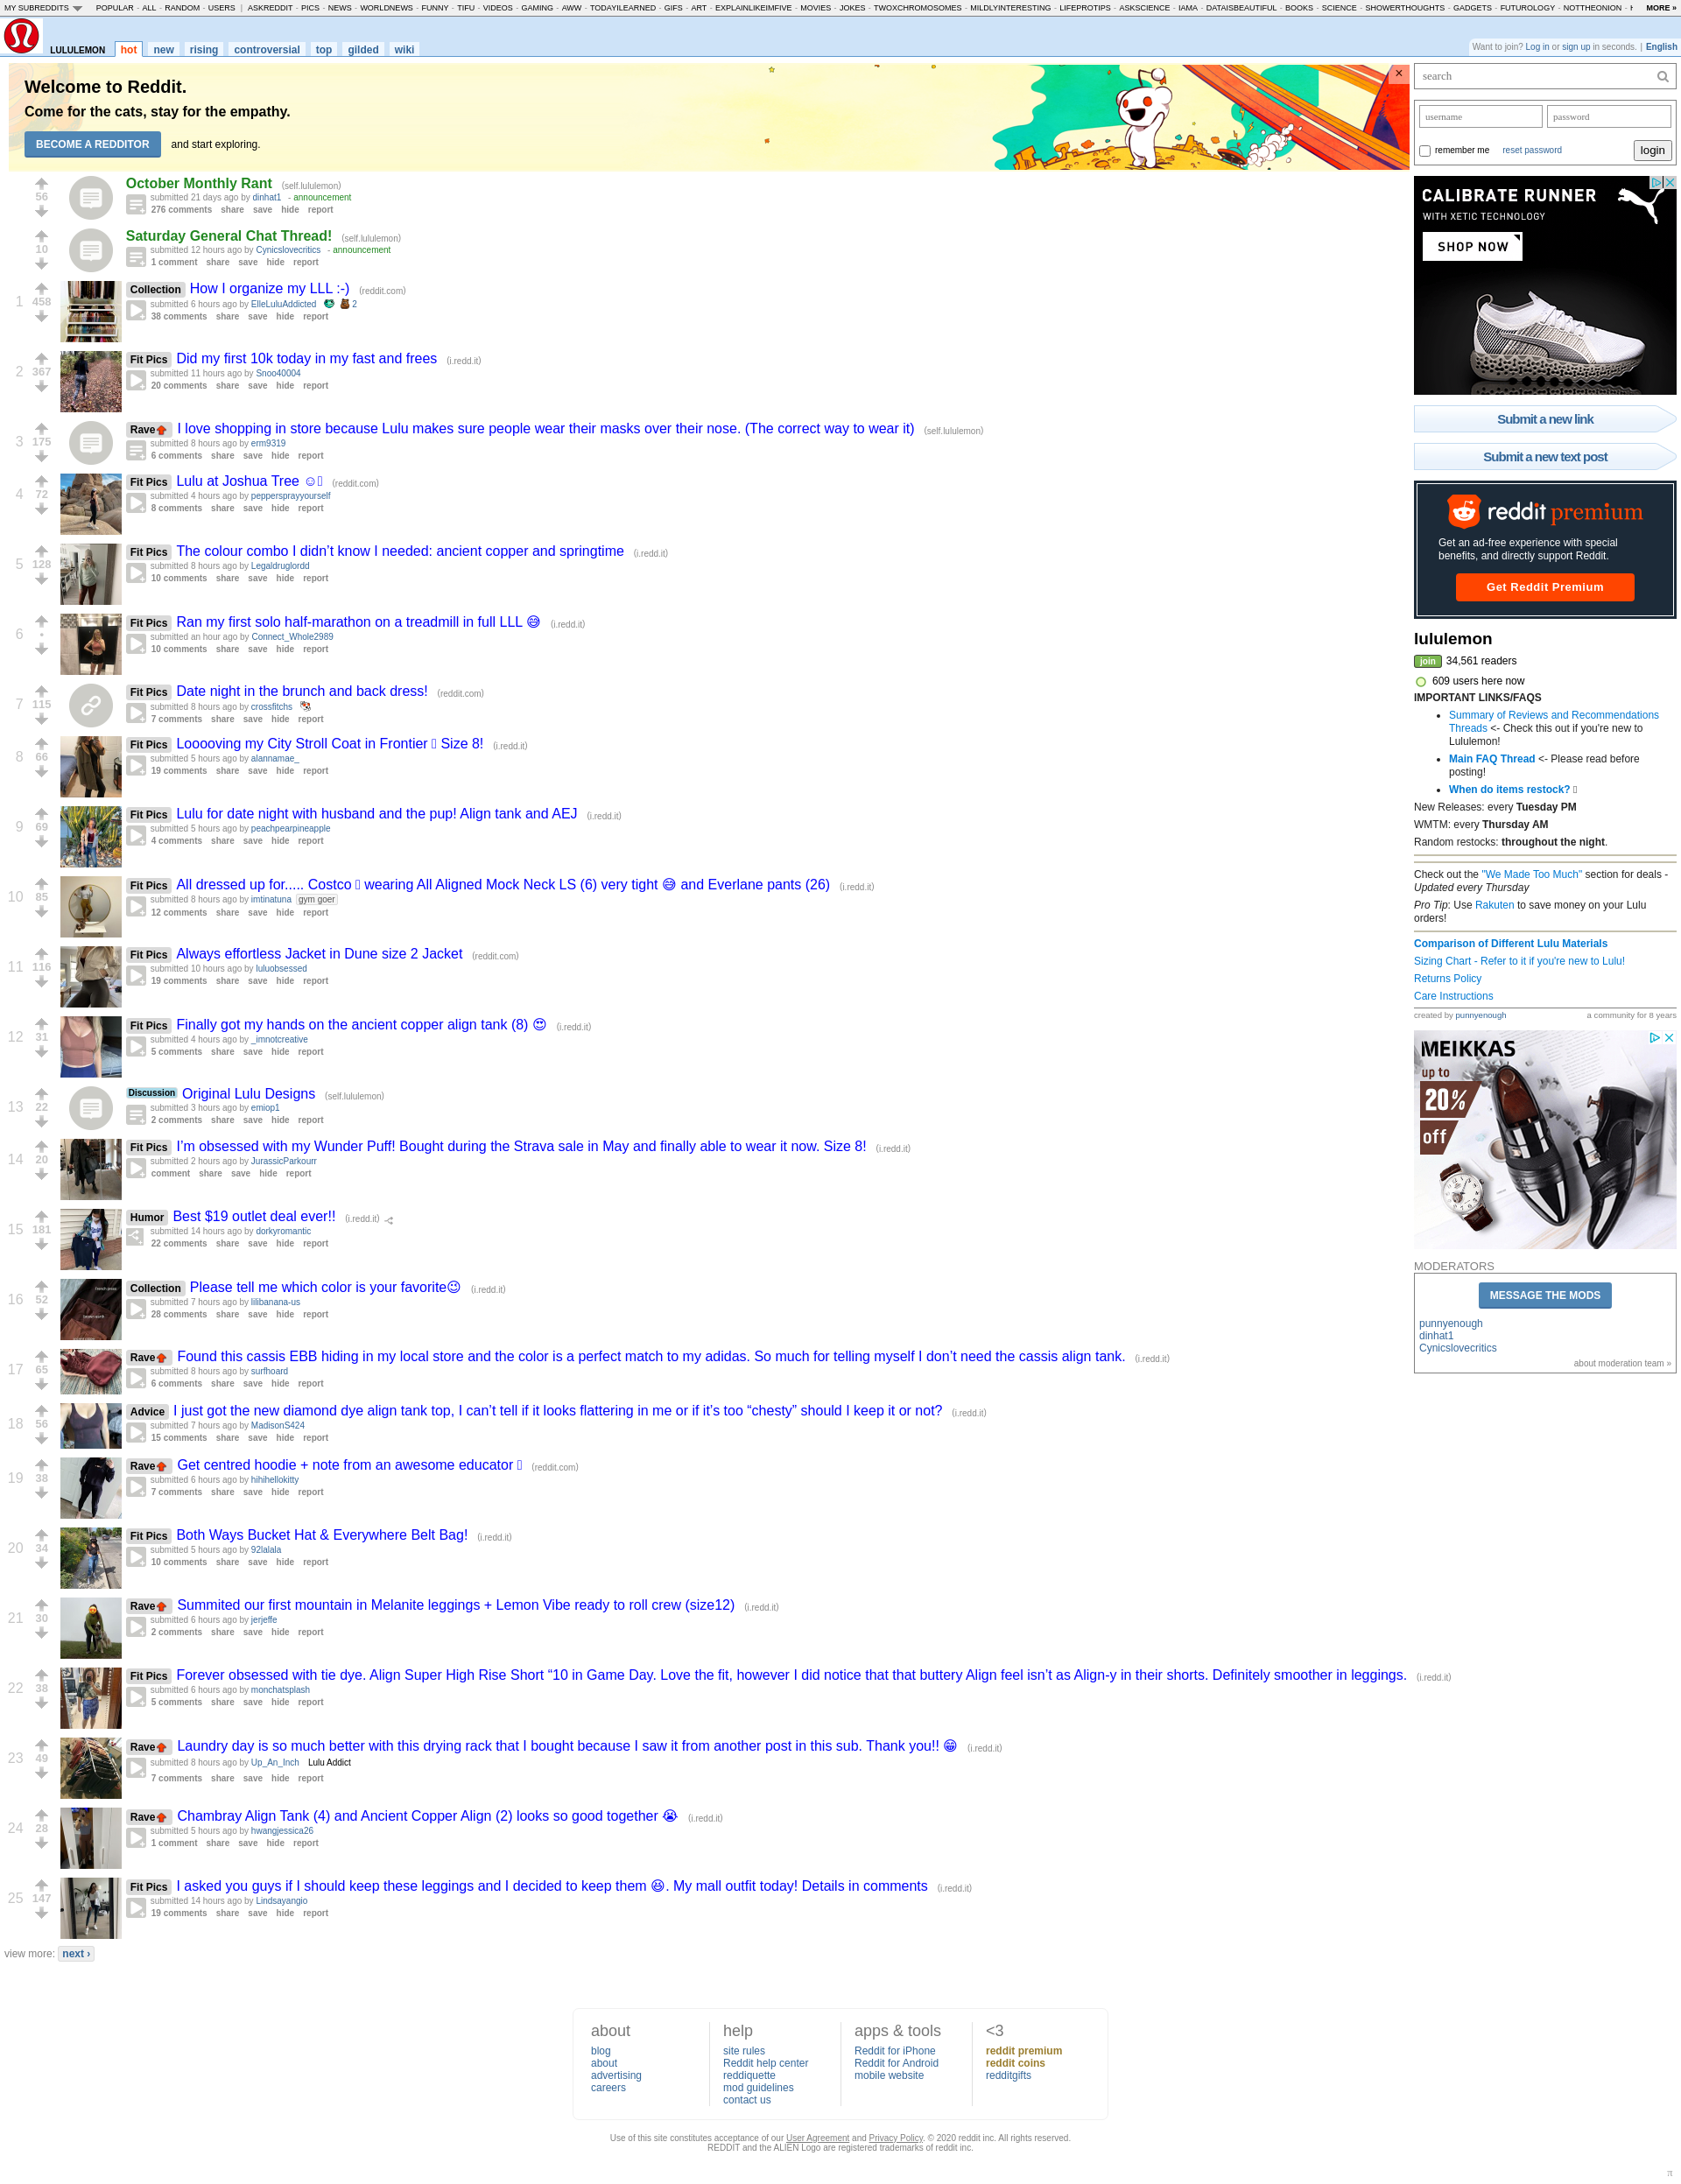 MY SUBREDDITS POPULAR - ALL - RANDOM - USERS | ASKREDDIT - PICS - NEWS - WORLDNEWS - FUNNY - TIFU - VIDEOS - GAMING - AWW - TODAYILEARNED - GIFS - ART - EXPLAINLIKEIMFIVE - MOVIES - JOKES - TWOXCHROMOSOMES - MILDLYINTERESTING - LIFEPROTIPS - ASKSCIENCE - IAMA - DATAISBEAUTIFUL - BOOKS - SCIENCE - SHOWERTHOUGHTS - GADGETS - FUTUROLOGY - NOTTHEONION - MORE »
LULULEMON hot new rising controversial top gilded wiki
Want to join? Log in or sign up in seconds. | English
Welcome to Reddit.
Come for the cats, stay for the empathy.
BECOME A REDDITOR and start exploring.
56
October Monthly Rant (self.lululemon)
submitted 21 days ago by dinhat1 - announcement
276 comments share save hide report
10
Saturday General Chat Thread! (self.lululemon)
submitted 12 hours ago by Cynicslovecritics - announcement
1 comment share save hide report
1 458
Collection How I organize my LLL :-) (reddit.com)
submitted 6 hours ago by ElleLuluAddicted 2
38 comments share save hide report
2 367
Fit Pics Did my first 10k today in my fast and frees (i.redd.it)
submitted 11 hours ago by Snoo40004
20 comments share save hide report
3 175
Rave I love shopping in store because Lulu makes sure people wear their masks over their nose. (The correct way to wear it) (self.lululemon)
submitted 8 hours ago by erm9319
6 comments share save hide report
4 72
Fit Pics Lulu at Joshua Tree ☺️ (reddit.com)
submitted 4 hours ago by peppersprayyourself
8 comments share save hide report
5 128
Fit Pics The colour combo I didn’t know I needed: ancient copper and springtime (i.redd.it)
submitted 8 hours ago by Legaldruglordd
10 comments share save hide report
6 •
Fit Pics Ran my first solo half-marathon on a treadmill in full LLL 😅 (i.redd.it)
submitted an hour ago by Connect_Whole2989
10 comments share save hide report
7 115
Fit Pics Date night in the brunch and back dress! (reddit.com)
submitted 8 hours ago by crossfitchs
7 comments share save hide report
8 66
Fit Pics Looooving my City Stroll Coat in Frontier Size 8! (i.redd.it)
submitted 5 hours ago by alannamae_
19 comments share save hide report
9 69
Fit Pics Lulu for date night with husband and the pup! Align tank and AEJ (i.redd.it)
submitted 5 hours ago by peachpearpineapple
4 comments share save hide report
10 85
Fit Pics All dressed up for..... Costco wearing All Aligned Mock Neck LS (6) very tight 😅 and Everlane pants (26) (i.redd.it)
submitted 8 hours ago by imtinatuna gym goer
12 comments share save hide report
11 116
Fit Pics Always effortless Jacket in Dune size 2 Jacket (reddit.com)
submitted 10 hours ago by luluobsessed
19 comments share save hide report
12 31
Fit Pics Finally got my hands on the ancient copper align tank (8) 😍 (i.redd.it)
submitted 4 hours ago by _imnotcreative
5 comments share save hide report
13 22
Discussion Original Lulu Designs (self.lululemon)
submitted 3 hours ago by emiop1
2 comments share save hide report
14 20
Fit Pics I’m obsessed with my Wunder Puff! Bought during the Strava sale in May and finally able to wear it now. Size 8! (i.redd.it)
submitted 2 hours ago by JurassicParkourr
comment share save hide report
15 181
Humor Best $19 outlet deal ever!! (i.redd.it)
submitted 14 hours ago by dorkyromantic
22 comments share save hide report
16 52
Collection Please tell me which color is your favorite😉 (i.redd.it)
submitted 7 hours ago by lilibanana-us
28 comments share save hide report
17 65
Rave Found this cassis EBB hiding in my local store and the color is a perfect match to my adidas. So much for telling myself I don’t need the cassis align tank. (i.redd.it)
submitted 8 hours ago by surfhoard
6 comments share save hide report
18 56
Advice I just got the new diamond dye align tank top, I can’t tell if it looks flattering in me or if it’s too “chesty” should I keep it or not? (i.redd.it)
submitted 7 hours ago by MadisonS424
15 comments share save hide report
19 38
Rave Get centred hoodie + note from an awesome educator (reddit.com)
submitted 6 hours ago by hihihellokitty
7 comments share save hide report
20 34
Fit Pics Both Ways Bucket Hat & Everywhere Belt Bag! (i.redd.it)
submitted 5 hours ago by 92lalala
10 comments share save hide report
21 30
Rave Summited our first mountain in Melanite leggings + Lemon Vibe ready to roll crew (size12) (i.redd.it)
submitted 6 hours ago by jerjeffe
2 comments share save hide report
22 38
Fit Pics Forever obsessed with tie dye. Align Super High Rise Short “10 in Game Day. Love the fit, however I did notice that that buttery Align feel isn’t as Align-y in their shorts. Definitely smoother in leggings. (i.redd.it)
submitted 6 hours ago by monchatsplash
5 comments share save hide report
23 49
Rave Laundry day is so much better with this drying rack that I bought because I saw it from another post in this sub. Thank you!! 😁 (i.redd.it)
submitted 8 hours ago by Up_An_Inch Lulu Addict
7 comments share save hide report
24 28
Rave Chambray Align Tank (4) and Ancient Copper Align (2) looks so good together 😭 (i.redd.it)
submitted 5 hours ago by hwangjessica26
1 comment share save hide report
25 147
Fit Pics I asked you guys if I should keep these leggings and I decided to keep them 😆. My mall outfit today! Details in comments (i.redd.it)
submitted 14 hours ago by Lindsayangio
19 comments share save hide report
view more: next ›
search
username password
remember me reset password login
CALIBRATE RUNNER
WITH XETIC TECHNOLOGY
SHOP NOW
Submit a new link
Submit a new text post
reddit premium
Get an ad-free experience with special
benefits, and directly support Reddit.
Get Reddit Premium
lululemon
join 34,561 readers
609 users here now
IMPORTANT LINKS/FAQS
• Summary of Reviews and Recommendations
Threads <- Check this out if you're new to
Lululemon!
• Main FAQ Thread <- Please read before
posting!
• When do items restock?
New Releases: every Tuesday PM
WMTM: every Thursday AM
Random restocks: throughout the night.
Check out the "We Made Too Much" section for deals -
Updated every Thursday
Pro Tip: Use Rakuten to save money on your Lulu
orders!
Comparison of Different Lulu Materials
Sizing Chart - Refer to it if you're new to Lulu!
Returns Policy
Care Instructions
created by punnyenough a community for 8 years
MEIKKAS
up to
20%
off
MODERATORS
MESSAGE THE MODS
punnyenough
dinhat1
Cynicslovecritics
about moderation team »
about
blog
about
advertising
careers
help
site rules
Reddit help center
reddiquette
mod guidelines
contact us
apps & tools
Reddit for iPhone
Reddit for Android
mobile website
<3
reddit premium
reddit coins
redditgifts
Use of this site constitutes acceptance of our User Agreement and Privacy Policy. © 2020 reddit inc. All rights reserved.
REDDIT and the ALIEN Logo are registered trademarks of reddit inc.
π